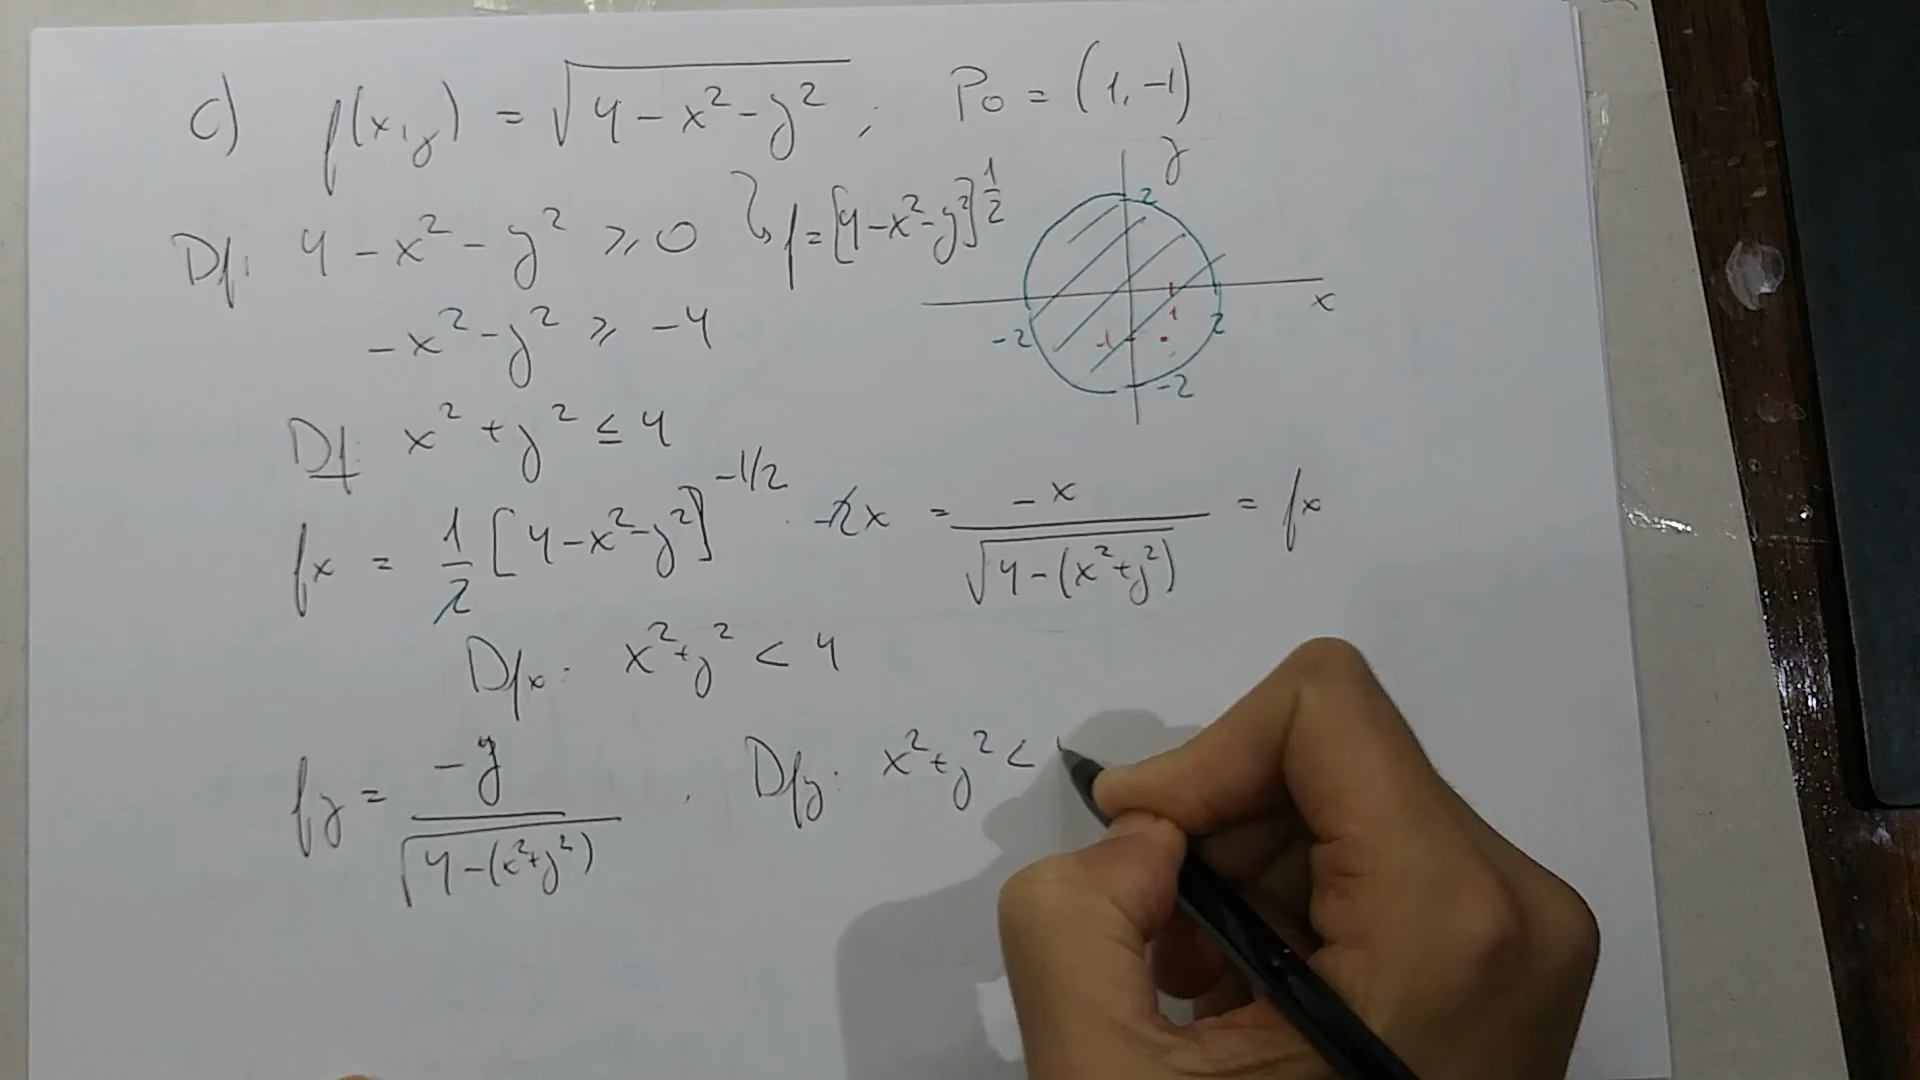 c) f(x,y) = √(4-x²-y²) ; P₀ = (1,-1)
Df: 4-x²-y² ⩾ 0 f = [4-x²-y²]^(1/2)
-x²-y² ⩾ -4
Df: x²+y² ≤ 4
fx = 1/2 [4-x²-y²]^(-1/2) · -2x = -x/√(4-(x²+y²)) = fx
Dfx: x²+y² < 4
fy = -y/√(4-(x²+y²)) . Dfy: x²+y² <
y
2
-2
1
2
x
-1
-2